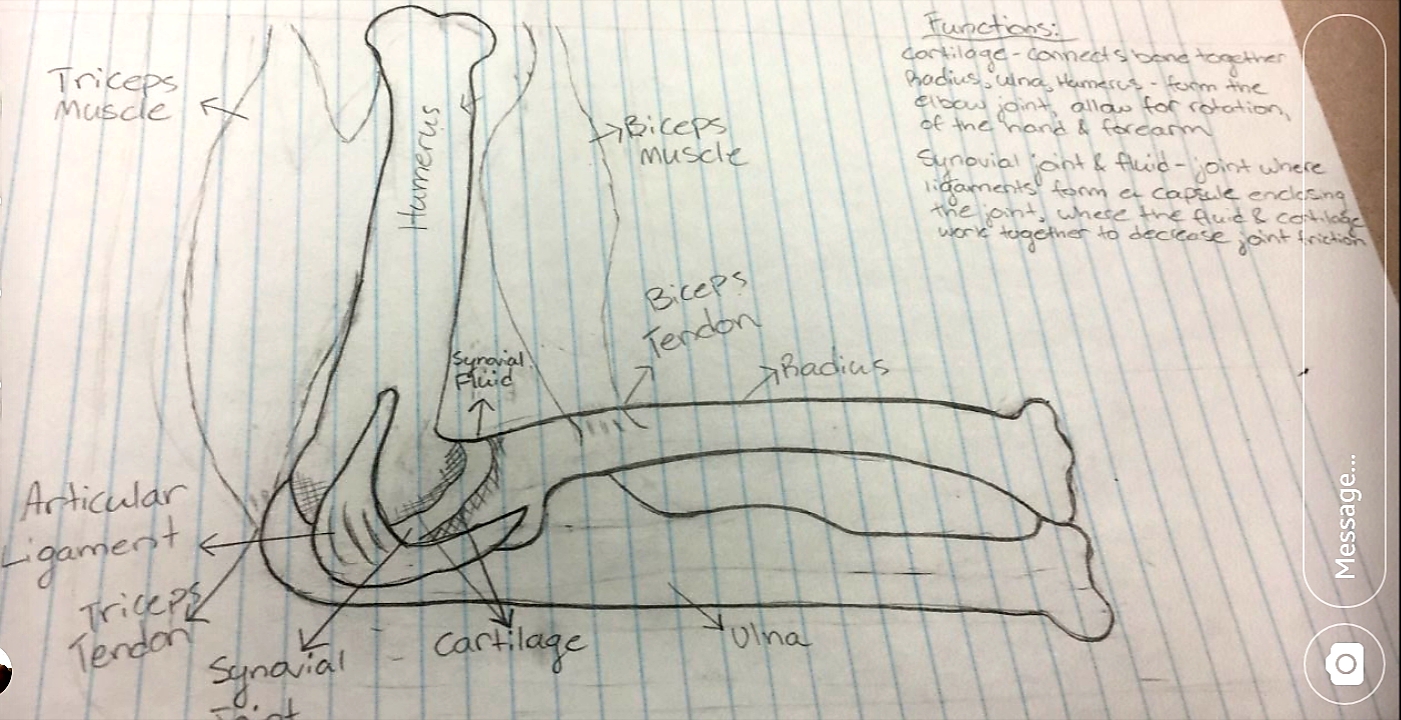 Functions:
Cartilage - connects bone together
Radius, Ulna, Humerus - form the
elbow joint, allow for rotation,
of the hand & forearm
Synovial joint & fluid - joint where
ligaments form a capsule enclosing
the joint, where the fluid & cartilage
work together to decrease joint friction
Triceps
Muscle
Humerus
Biceps
muscle
Biceps
Tendon
Synovial
Fluid
Radius
Articular
Ligament
Triceps
Tendon
Synovial
Joint
Cartilage
Ulna
Message...